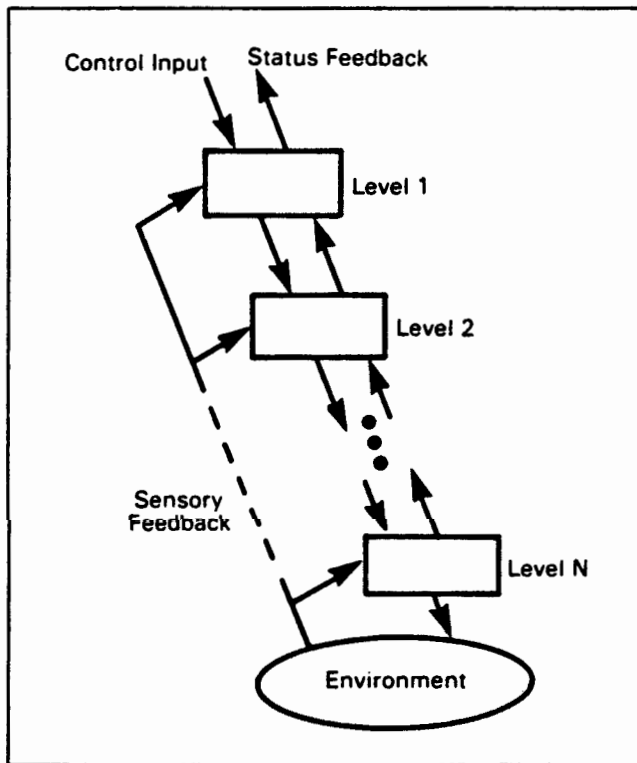 Control Input
Status Feedback
Level 1
Level 2
Sensory
Feedback
Level N
Environment